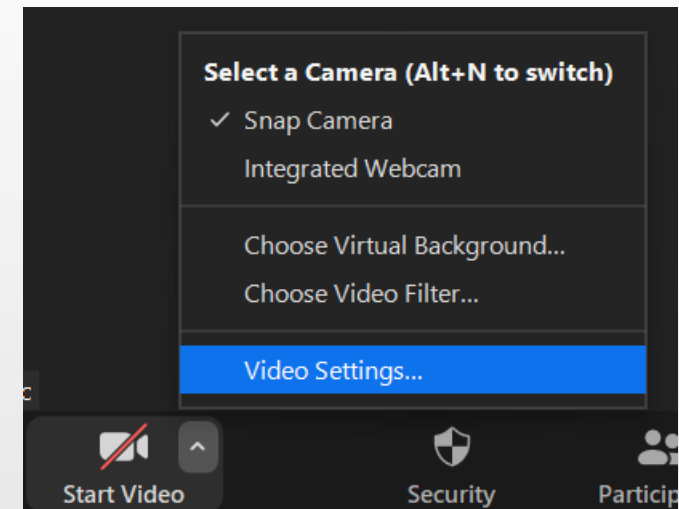 Select a Camera (Alt+N to switch)
Snap Camera
Integrated Webcam
Choose Virtual Background...
Choose Video Filter...
Video Settings...
c
Start Video
Security
Particip